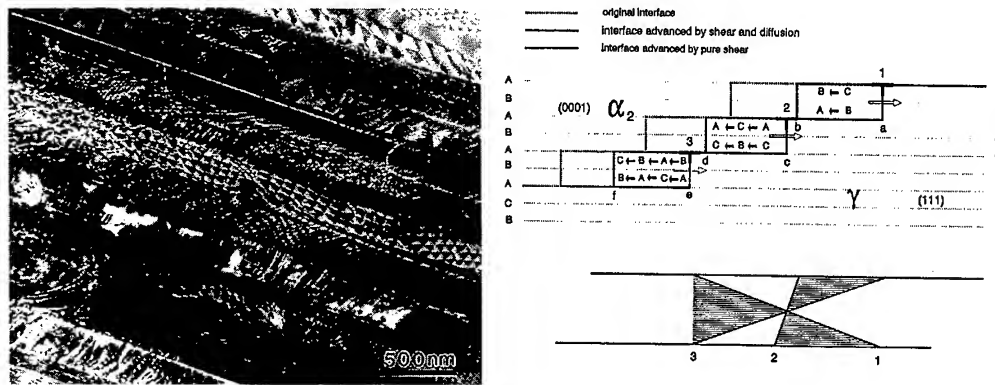 500nm
original interface
interface advanced by shear and diffusion
interface advanced by pure shear
A
B
A
B
A
B
A
C
B
(0001) α₂
1
B ← C
A ← B
a
2
b
A ← C ← A
C ← B ← C
c
3
d
C ← B ← A ← B
B ← A ← C ← A
f
e
γ
(111)
3
2
1